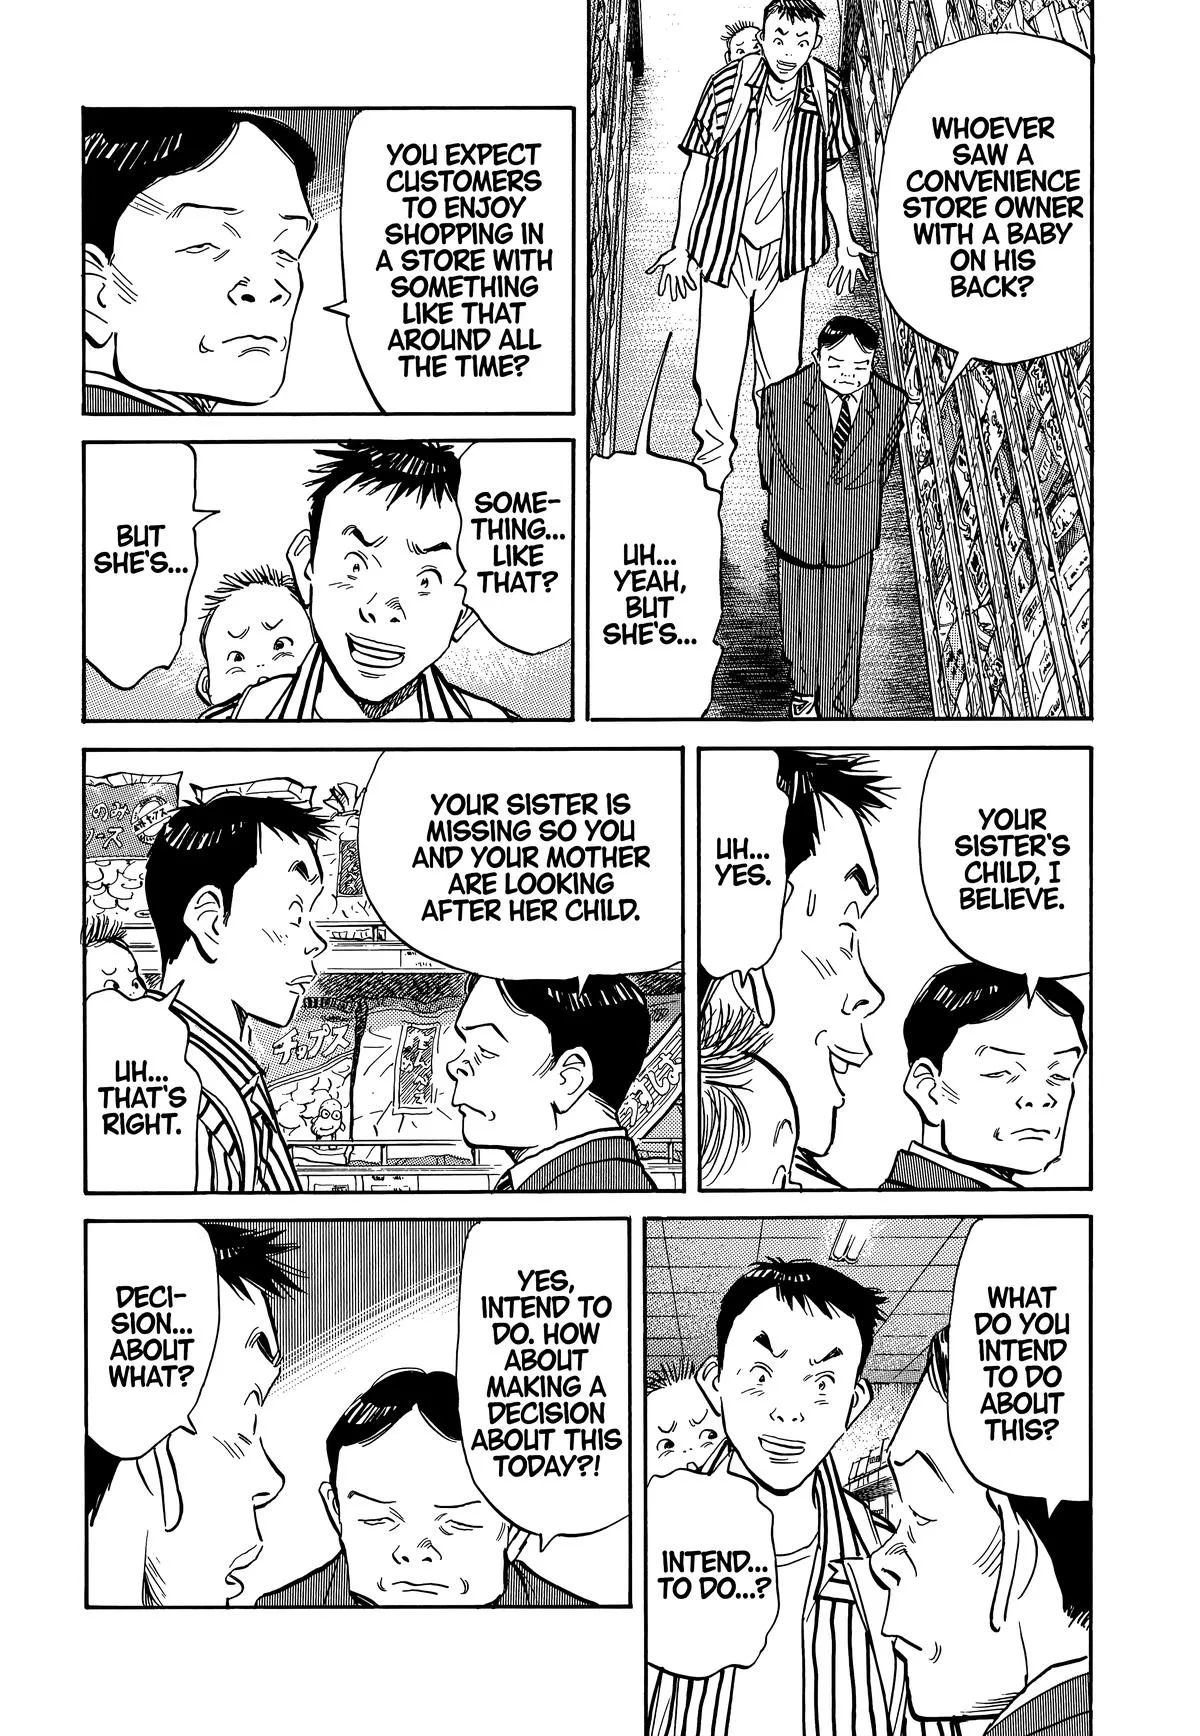 WHOEVER
SAW A
CONVENIENCE
STORE OWNER
WITH A BABY
ON HIS
BACK?
UH...
YEAH,
BUT
SHE'S...
YOU EXPECT
CUSTOMERS
TO ENJOY
SHOPPING IN
A STORE WITH
SOMETHING
LIKE THAT
AROUND ALL
THE TIME?
SOME-
THING...
LIKE
THAT?
BUT
SHE'S...
YOUR
SISTER'S
CHILD, I
BELIEVE.
UH...
YES.
YOUR SISTER IS
MISSING SO YOU
AND YOUR MOTHER
ARE LOOKING
AFTER HER CHILD.
UH...
THAT'S
RIGHT.
WHAT
DO YOU
INTEND
TO DO
ABOUT
THIS?
INTEND...
TO DO...?
YES,
INTEND TO
DO. HOW
ABOUT
MAKING A
DECISION
ABOUT THIS
TODAY?!
DECI-
SION...
ABOUT
WHAT?